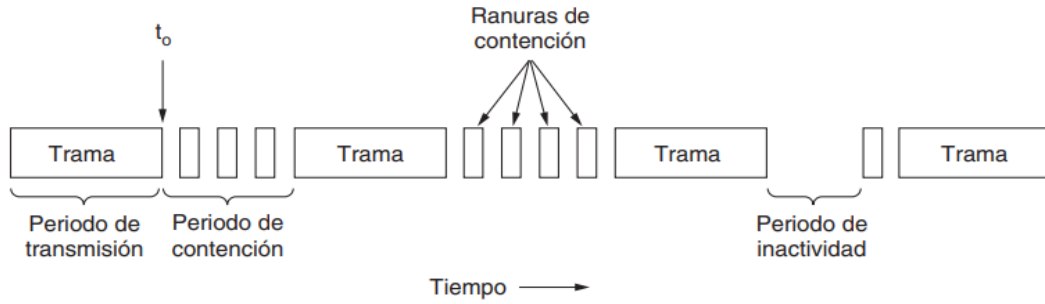 t₀
Ranuras de
contención
Trama
Trama
Trama
Trama
Periodo de
transmisión
Periodo de
contención
Periodo de
inactividad
Tiempo